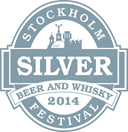 STOCKHOLM
SILVER
BEER AND WHISKY
2014
FESTIVAL